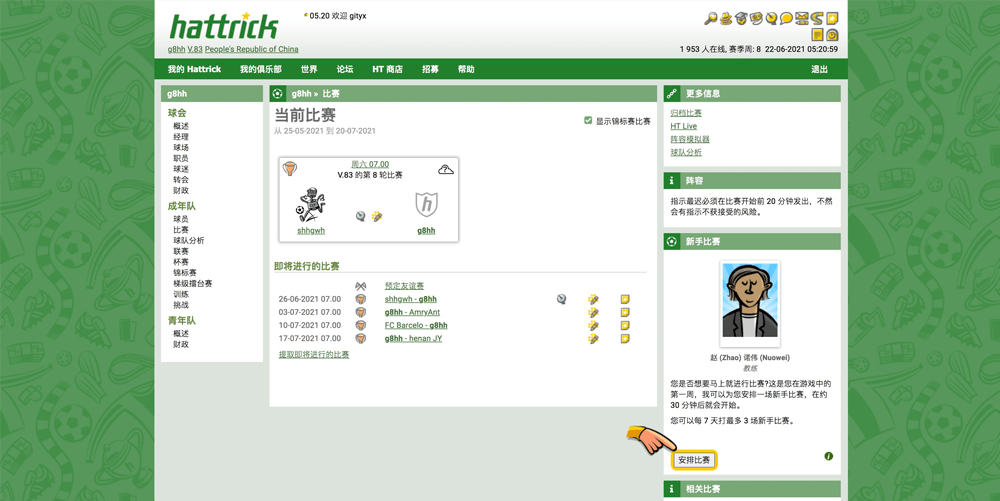 hattrick
05.20 欢迎 gityx
g8hh V.83 People's Republic of China
1 953 人在线, 赛季周: 8 22-06-2021 05:20:59
我的 Hattrick 我的俱乐部 世界 论坛 HT 商店 招募 帮助 退出
g8hh
球会
概述
经理
球场
职员
球迷
转会
财政
成年队
球员
比赛
球队分析
联赛
杯赛
锦标赛
梯级擂台赛
训练
挑战
青年队
概述
财政
g8hh » 比赛
当前比赛
从 25-05-2021 到 20-07-2021
显示锦标赛比赛
周六 07.00
V.83 的第 8 轮比赛
shhgwh
h
g8hh
即将进行的比赛
预定友谊赛
26-06-2021 07.00 shhgwh - g8hh
03-07-2021 07.00 g8hh - AmryAnt
10-07-2021 07.00 FC Barcelo - g8hh
17-07-2021 07.00 g8hh - henan JY
提取即将进行的比赛
更多信息
归档比赛
HT Live
阵容模拟器
球队分析
阵容
指示最迟必须在比赛开始前 20 分钟发出，不然
会有指示不获接受的风险。
新手比赛
赵 (Zhao) 诺伟 (Nuowei)
教练
您是否想要马上就进行比赛?这是您在游戏中的
第一周，我可以为您安排一场新手比赛，在约
30 分钟后就会开始。
您可以每 7 天打最多 3 场新手比赛。
安排比赛
相关比赛